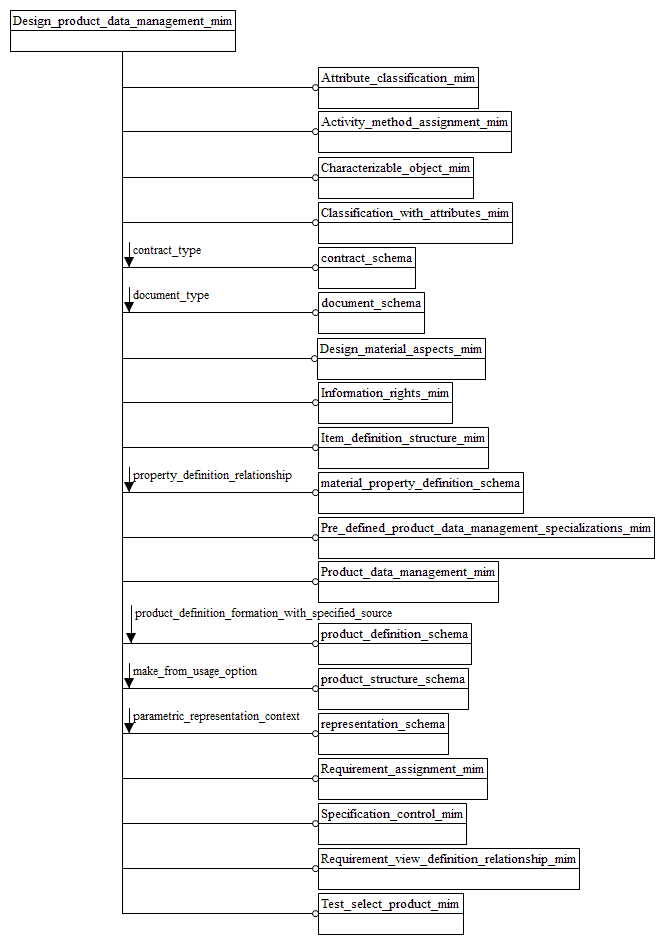 Design_product_data_management_mim
Attribute_classification_mim
Activity_method_assignment_mim
Characterizable_object_mim
Classification_with_attributes_mim
contract_type
contract_schema
document_type
document_schema
Design_material_aspects_mim
Information_rights_mim
Item_definition_structure_mim
property_definition_relationship
material_property_definition_schema
Pre_defined_product_data_management_specializations_mim
Product_data_management_mim
product_definition_formation_with_specified_source
product_definition_schema
make_from_usage_option
product_structure_schema
parametric_representation_context
representation_schema
Requirement_assignment_mim
Specification_control_mim
Requirement_view_definition_relationship_mim
Test_select_product_mim